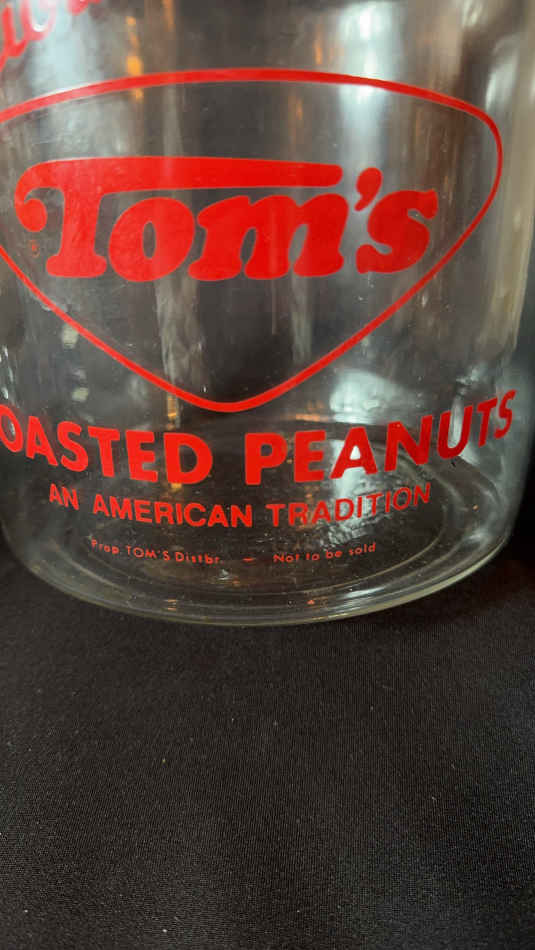 Tom's
OASTED PEANUTS
AN AMERICAN TRADITION
Prop. TOM'S Distbr. — Not to be sold